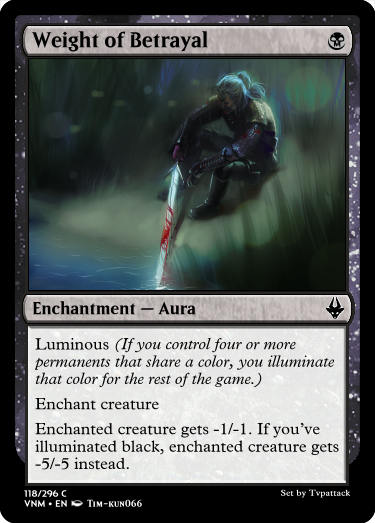 Weight of Betrayal
Enchantment — Aura
Luminous (If you control four or more
permanents that share a color, you illuminate
that color for the rest of the game.)
Enchant creature
Enchanted creature gets -1/-1. If you've
illuminated black, enchanted creature gets
-5/-5 instead.
118/296 C
Set by Tvpattack
VNM • EN Tim-kun066